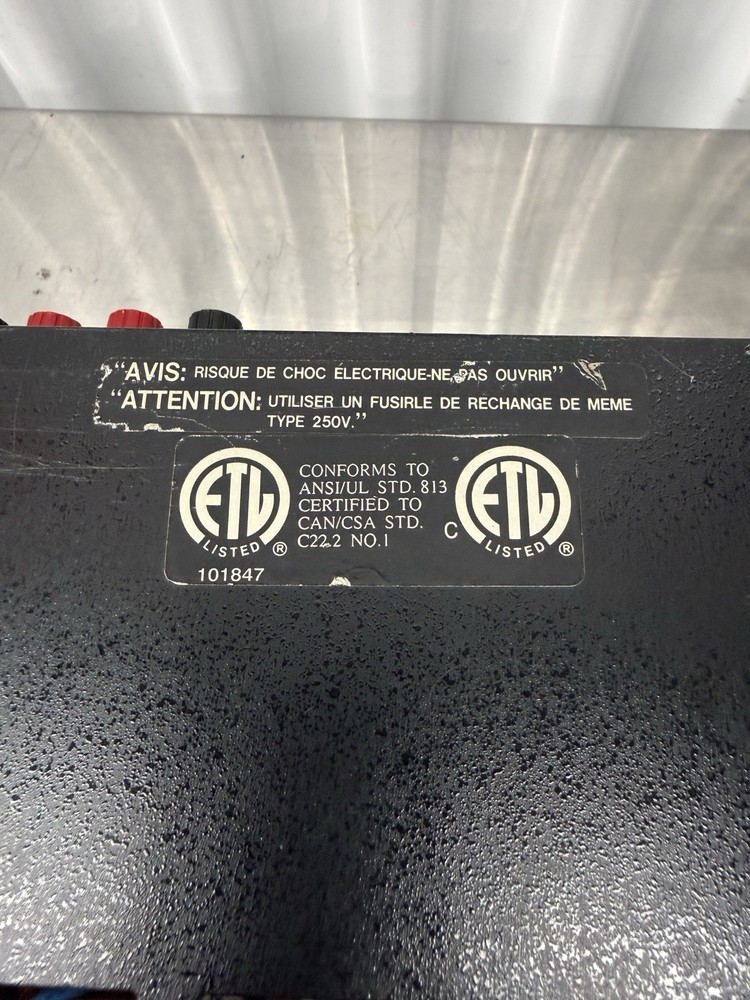 "AVIS: RISQUE DE CHOC ÉLECTRIQUE-NE PAS OUVRIR"
"ATTENTION: UTILISER UN FUSIRLE DE RECHANGE DE MEME
TYPE 250V."
ETL
LISTED ®
CONFORMS TO
ANSI/UL STD. 813
CERTIFIED TO
CAN/CSA STD.
C22.2 NO.1
C ETL
LISTED ®
101847